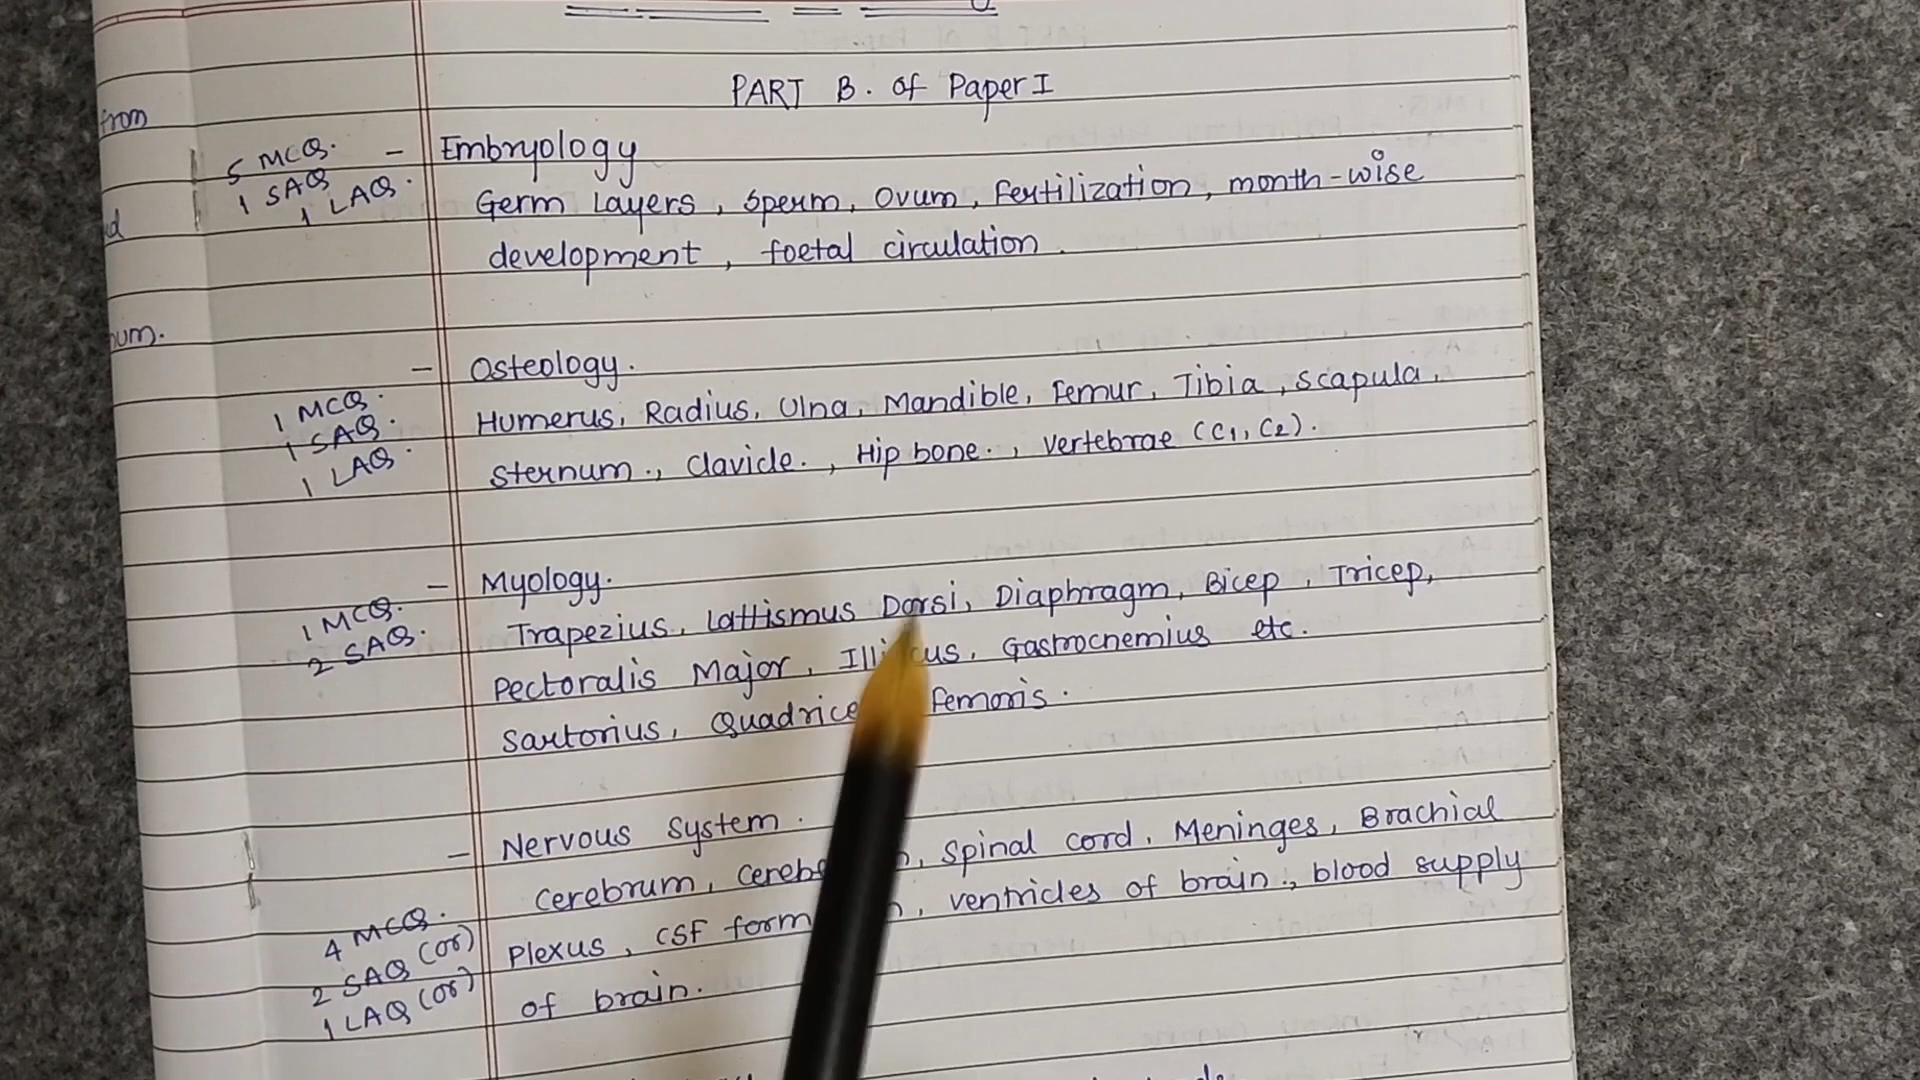 PART B. of Paper I
from
5 MCQ. - Embryology
1 SAQ
1 LAQ.
Germ Layers, Sperm, Ovum, Fertilization, month-wise
development, foetal circulation.
- Osteology.
1 MCQ.
1 SAQ.
1 LAQ.
Humerus, Radius, Ulna, Mandible, Femur, Tibia, Scapula,
Sternum., Clavicle., Hip bone., Vertebrae (C1, C2).
- Myology.
1 MCQ.
2 SAQ.
Trapezius, Lattismus Dorsi, Diaphragm, Bicep, Tricep,
Pectoralis Major, Gastrocnemius etc.
Sartorius, femoris.
- Nervous System.
4 MCQ.
2 SAQ (or)
1 LAQ (or)
Cerebrum, Spinal cord, Meninges, Brachial
Plexus, CSF ventricles of brain., blood supply
of brain.